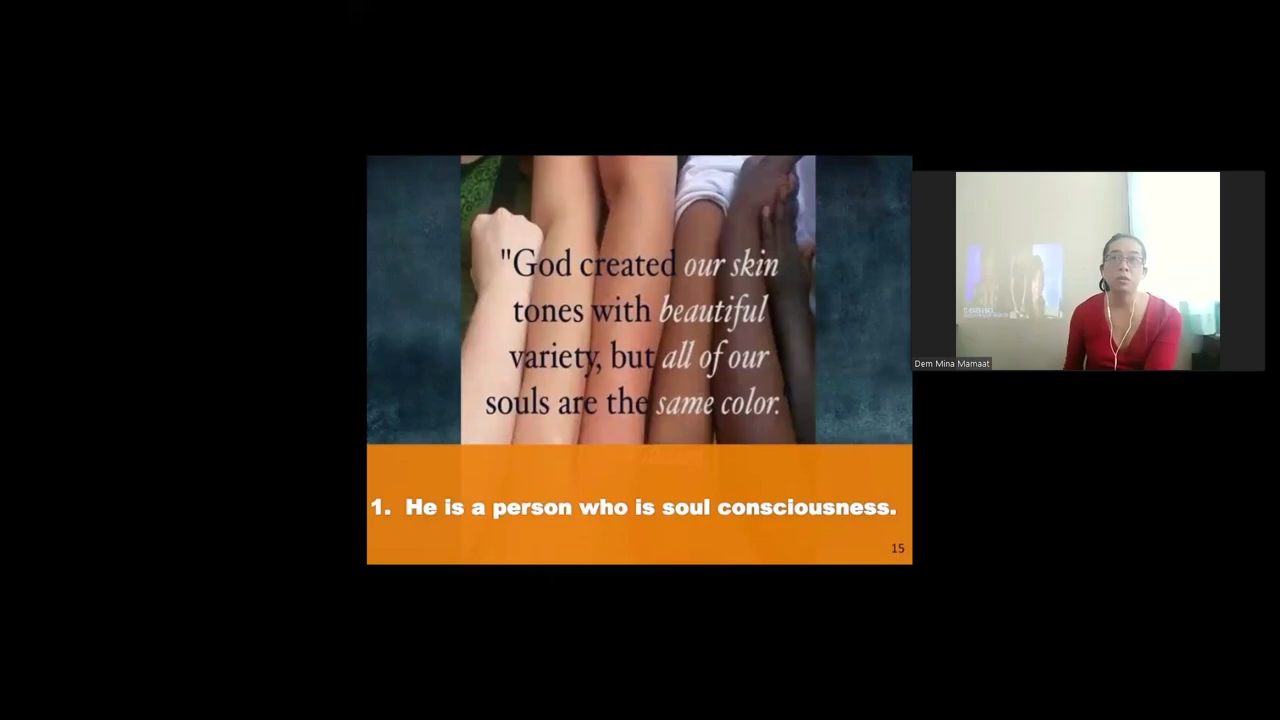 "God created our skin
tones with beautiful
variety, but all of our
souls are the same color.
1. He is a person who is soul consciousness.
15
Dem Mina Mamaat